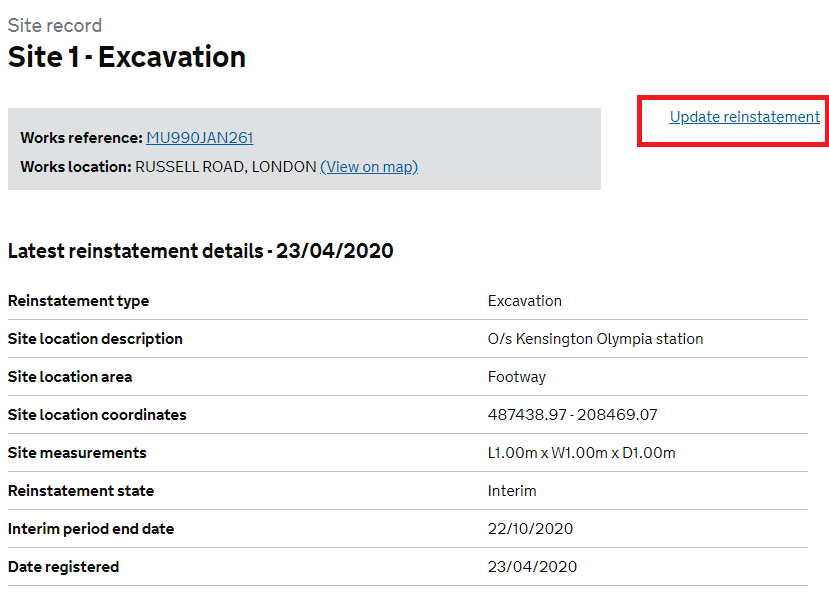 Site record
Site 1 - Excavation
Works reference: MU990JAN261
Update reinstatement
Works location: RUSSELL ROAD, LONDON (View on map)
Latest reinstatement details - 23/04/2020
Reinstatement type Excavation
Site location description O/s Kensington Olympia station
Site location area Footway
Site location coordinates 487438.97 - 208469.07
Site measurements L1.00m x W1.00m x D1.00m
Reinstatement state Interim
Interim period end date 22/10/2020
Date registered 23/04/2020